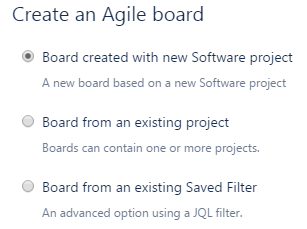 Create an Agile board
Board created with new Software project
A new board based on a new Software project
Board from an existing project
Boards can contain one or more projects.
Board from an existing Saved Filter
An advanced option using a JQL filter.